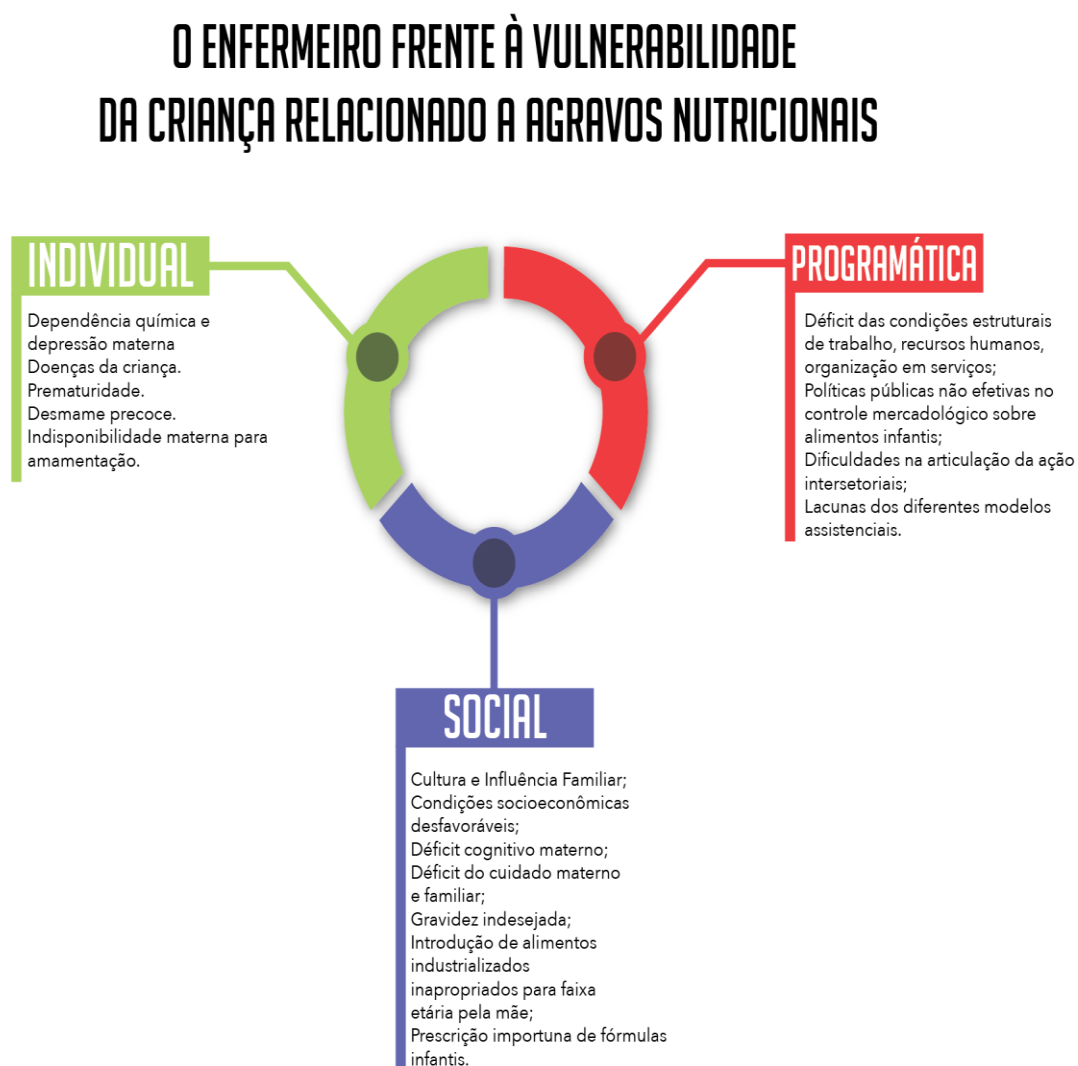 O ENFERMEIRO FRENTE À VULNERABILIDADE
DA CRIANÇA RELACIONADO A AGRAVOS NUTRICIONAIS
INDIVIDUAL
Dependência química e
depressão materna
Doenças da criança.
Prematuridade.
Desmame precoce.
Indisponibilidade materna para
amamentação.
PROGRAMÁTICA
Déficit das condições estruturais
de trabalho, recursos humanos,
organização em serviços;
Políticas públicas não efetivas no
controle mercadológico sobre
alimentos infantis;
Dificuldades na articulação da ação
intersetoriais;
Lacunas dos diferentes modelos
assistenciais.
SOCIAL
Cultura e Influência Familiar;
Condições socioeconômicas
desfavoráveis;
Déficit cognitivo materno;
Déficit do cuidado materno
e familiar;
Gravidez indesejada;
Introdução de alimentos
industrializados
inapropriados para faixa
etária pela mãe;
Prescrição importuna de fórmulas
infantis.